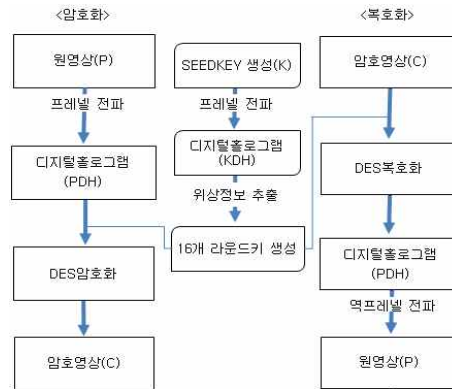 <암호화>
<복호화>
원영상(P)
SEEDKEY 생성(K)
암호영상(C)
프레넬 전파
프레넬 전파
디지털홀로그램
(PDH)
디지털홀로그램
(KDH)
DES복호화
위상정보 추출
16개 라운드키 생성
DES암호화
디지털홀로그램
(PDH)
역프레넬 전파
암호영상(C)
원영상(P)